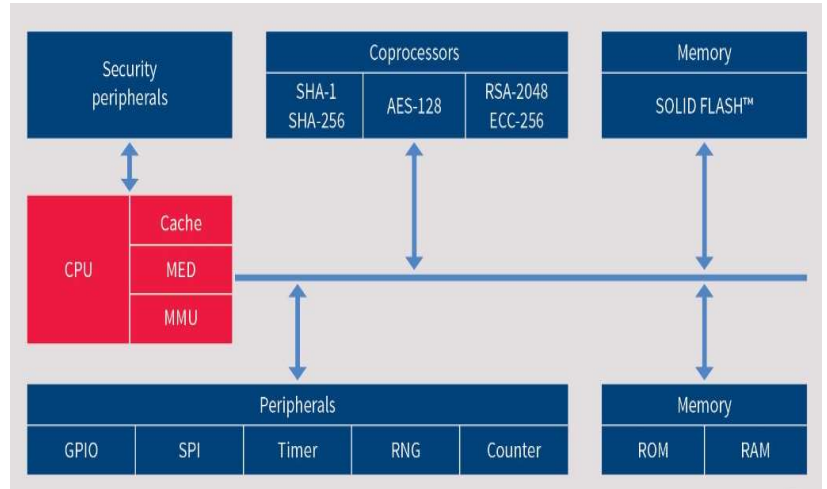 Security
peripherals
Coprocessors
SHA-1
SHA-256
AES-128
RSA-2048
ECC-256
Memory
SOLID FLASH™
CPU
Cache
MED
MMU
Peripherals
GPIO
SPI
Timer
RNG
Counter
Memory
ROM
RAM